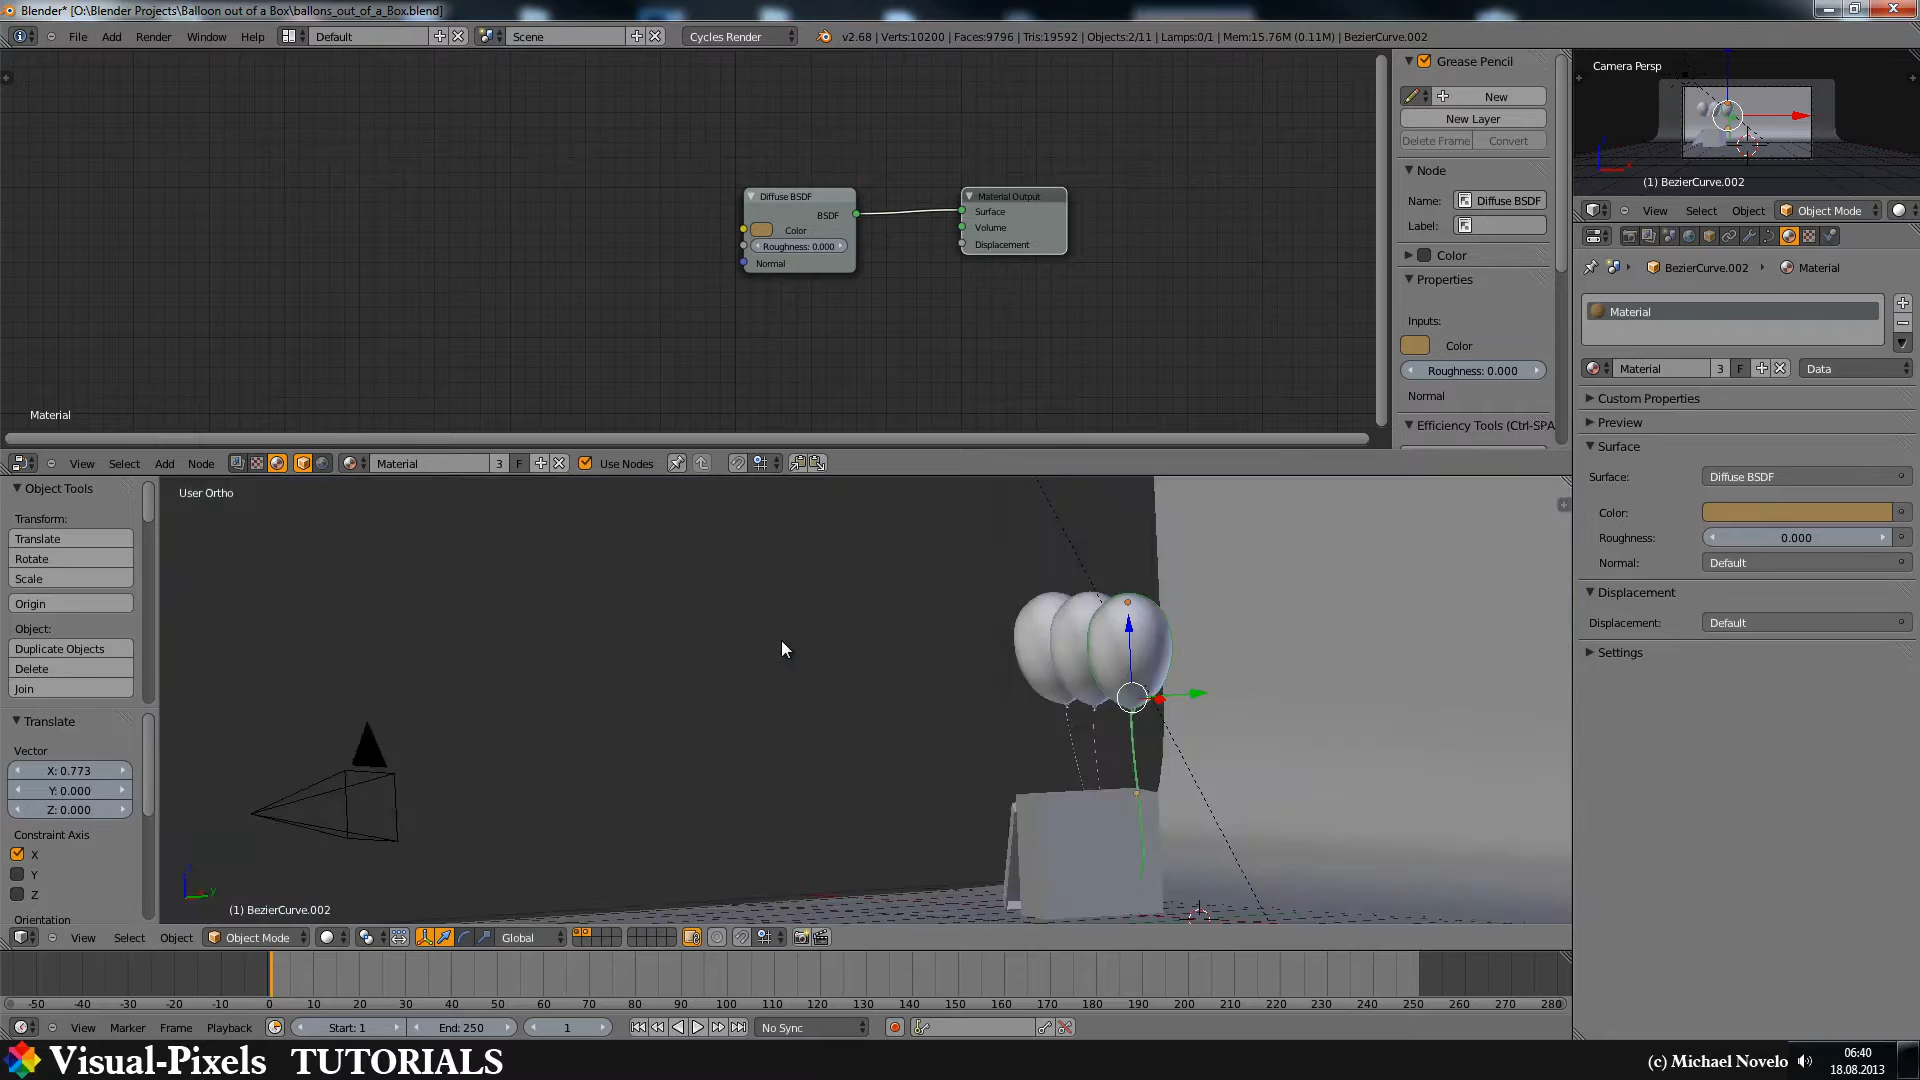 Blender* [O:\Blender Projects\Balloon out of a Box\ballons_out_of_a_Box.blend]
File Add Render Window Help Default Scene Cycles Render v2.68 | Verts:10200 | Faces:9796 | Tris:19592 | Objects:2/11 | Lamps:0/1 | Mem:15.76M (0.11M) | BezierCurve.002
Diffuse BSDF
BSDF
Color
Roughness: 0.000
Normal
Material Output
Surface
Volume
Displacement
Material
Grease Pencil
New
New Layer
Delete Frame Convert
Node
Name: Diffuse BSDF
Label:
Color
Properties
Inputs:
Color
Roughness: 0.000
Normal
Efficiency Tools (Ctrl-SPA
Camera Persp
(1) BezierCurve.002
View Select Object Object Mode
BezierCurve.002 Material
Material
Material 3 F Data
Custom Properties
Preview
Surface
Surface: Diffuse BSDF
Color:
Roughness: 0.000
Normal: Default
Displacement
Displacement: Default
Settings
View Select Add Node Material 3 F Use Nodes
Object Tools
Transform:
Translate
Rotate
Scale
Origin
Object:
Duplicate Objects
Delete
Join
Translate
Vector
X: 0.773
Y: 0.000
Z: 0.000
Constraint Axis
X
Y
Z
Orientation
User Ortho
(1) BezierCurve.002
View Select Object Object Mode Global
-50 -40 -30 -20 -10 0 10 20 30 40 50 60 70 80 90 100 110 120 130 140 150 160 170 180 190 200 210 220 230 240 250 260 270 280
View Marker Frame Playback Start: 1 End: 250 1 No Sync
Visual-Pixels TUTORIALS
(c) Michael Novelo
06:40
18.08.2013